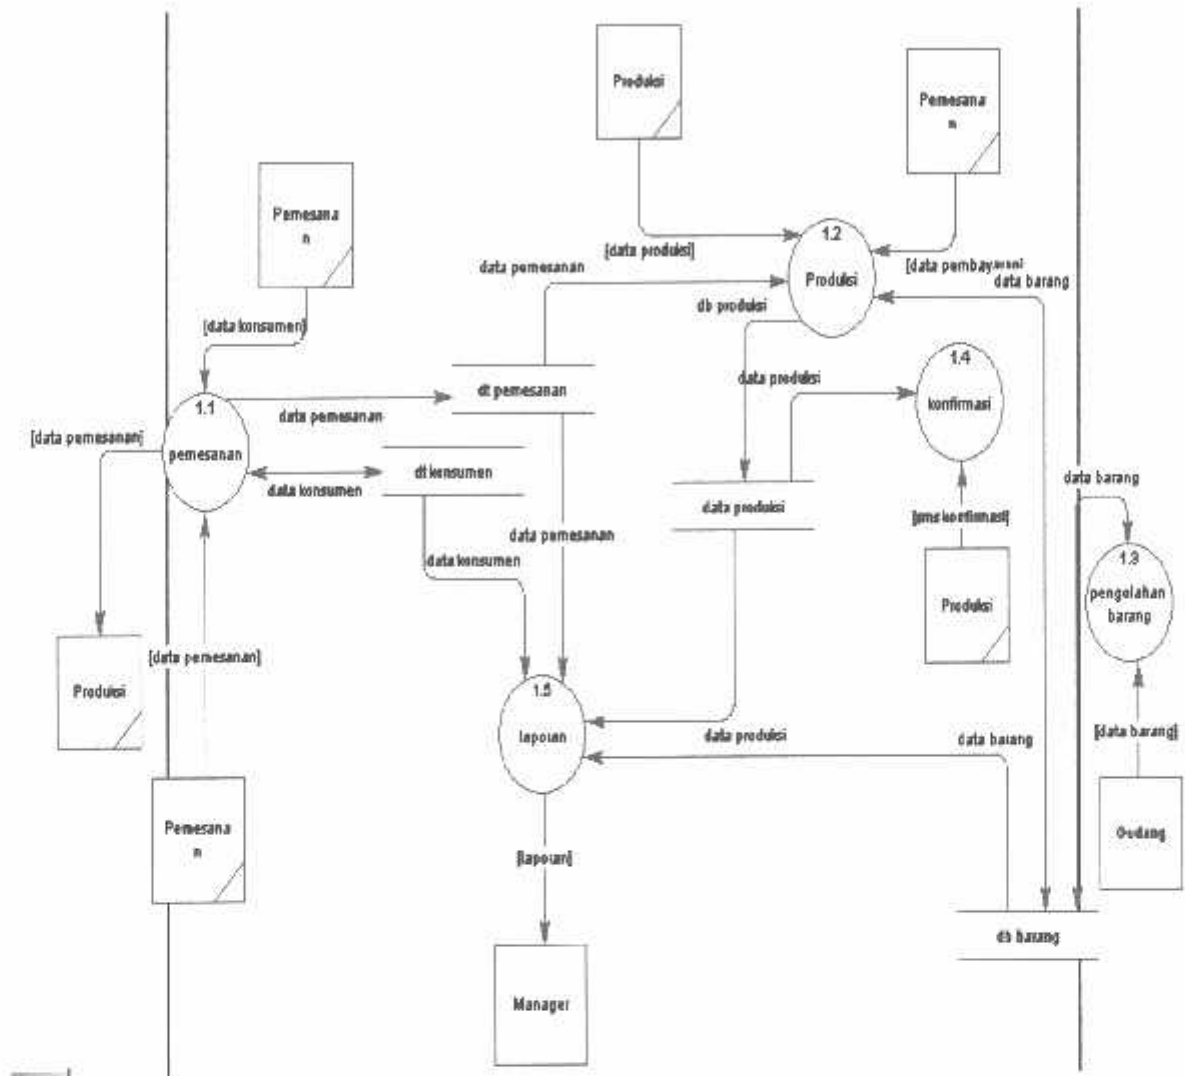 Produksi
Pemesana
n
Pemesana
n
1.2
Produksi
[data produksi]
[data pembayaran]
data pemesanan
data barang
db produksi
[data konsumen]
1.4
konfirmasi
data produksi
dt pemesanan
1.1
pemesanan
data pemesanan
[data pemesanan]
dt konsumen
data konsumen
data barang
data produksi
[sms konfirmasi]
data pemesanan
data konsumen
1.3
pengolahan
barang
Produksi
[data pemesanan]
Produksi
1.5
laporan
data produksi
data barang
[data barang]
Pemesana
n
Gudang
[laporan]
db barang
Manager